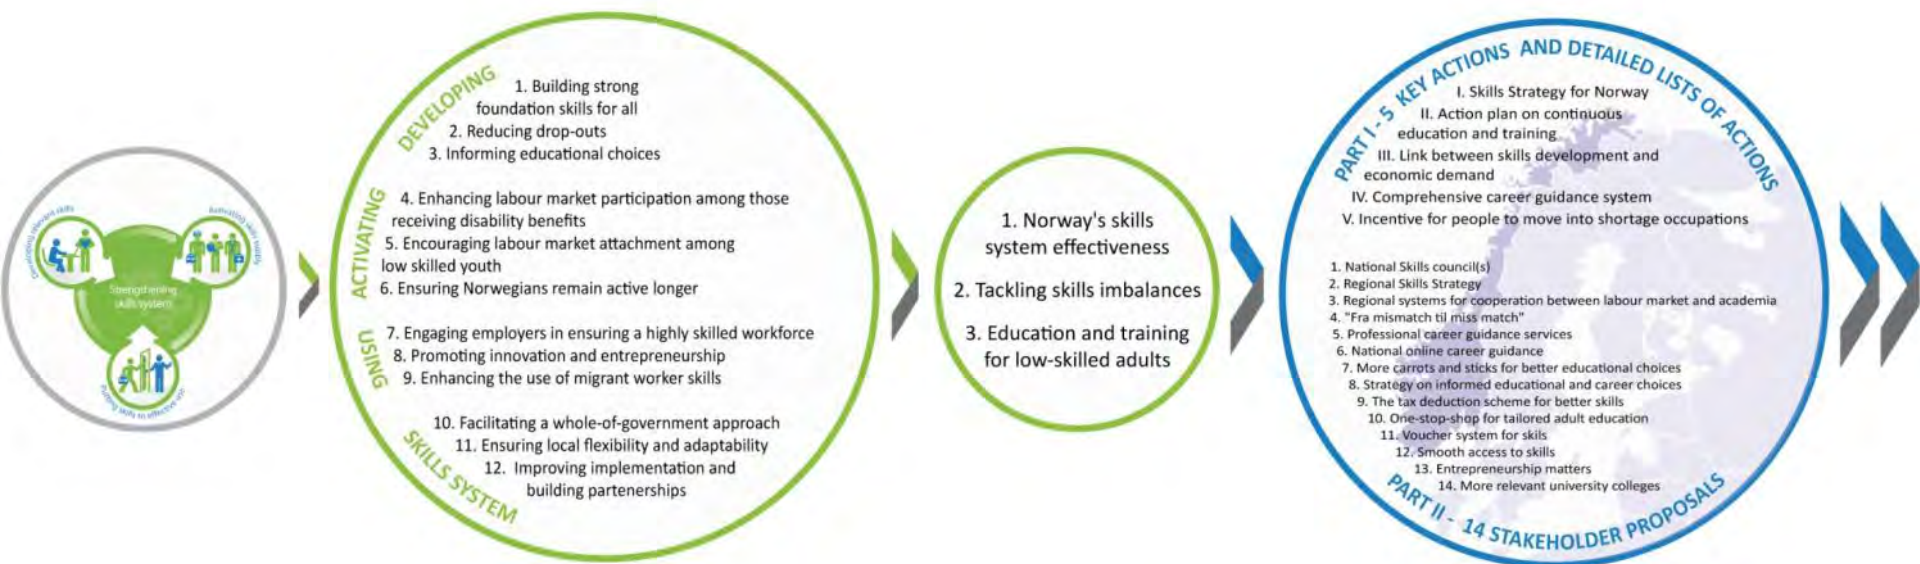 Developing relevant skills
Activating skills supply
Strengthening
skills system
DEVELOPING
1. Building strong
foundation skills for all
2. Reducing drop-outs
3. Informing educational choices
ACTIVATING
4. Enhancing labour market participation among those
receiving disability benefits
5. Encouraging labour market attachment among
low skilled youth
6. Ensuring Norwegians remain active longer
USING
7. Engaging employers in ensuring a highly skilled workforce
8. Promoting innovation and entrepreneurship
9. Enhancing the use of migrant worker skills
SKILLS SYSTEM
10. Facilitating a whole-of-government approach
11. Ensuring local flexibility and adaptability
12. Improving implementation and
building partenerships
1. Norway's skills
system effectiveness
2. Tackling skills imbalances
3. Education and training
for low-skilled adults
PART I - 5 KEY ACTIONS AND DETAILED LISTS OF ACTIONS
I. Skills Strategy for Norway
II. Action plan on continuous
education and training
III. Link between skills development and
economic demand
IV. Comprehensive career guidance system
V. Incentive for people to move into shortage occupations
1. National Skills council(s)
2. Regional Skills Strategy
3. Regional systems for cooperation between labour market and academia
4. "Fra mismatch til miss match"
5. Professional career guidance services
6. National online career guidance
7. More carrots and sticks for better educational choices
8. Strategy on informed educational and career choices
9. The tax deduction scheme for better skills
10. One-stop-shop for tailored adult education
11. Voucher system for skils
12. Smooth access to skills
13. Entrepreneurship matters
14. More relevant university colleges
PART II - 14 STAKEHOLDER PROPOSALS